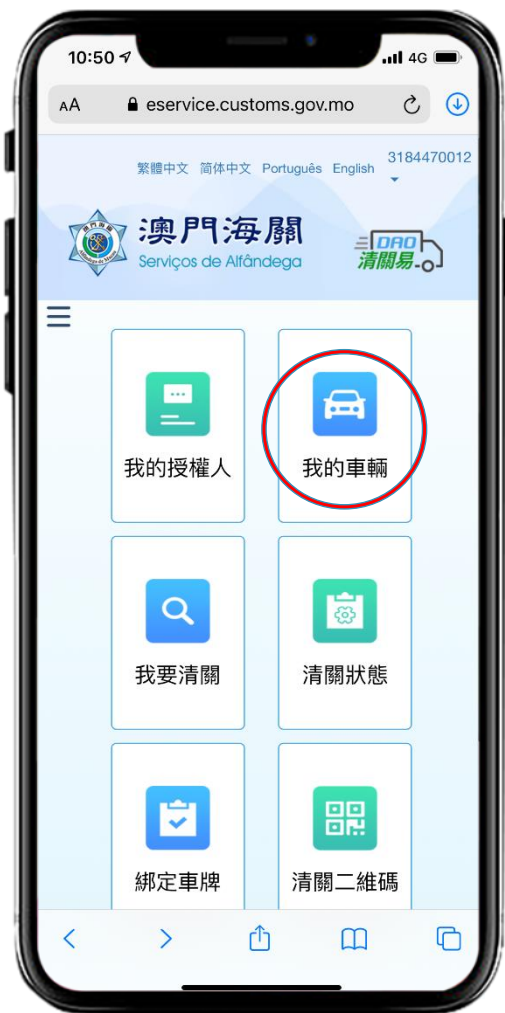 10:50
4G
AA
eservice.customs.gov.mo
繁體中文 简体中文 Português English 3184470012
澳門海關
Serviços de Alfândega
DAO
清關易
我的授權人
我的車輛
我要清關
清關狀態
綁定車牌
清關二維碼